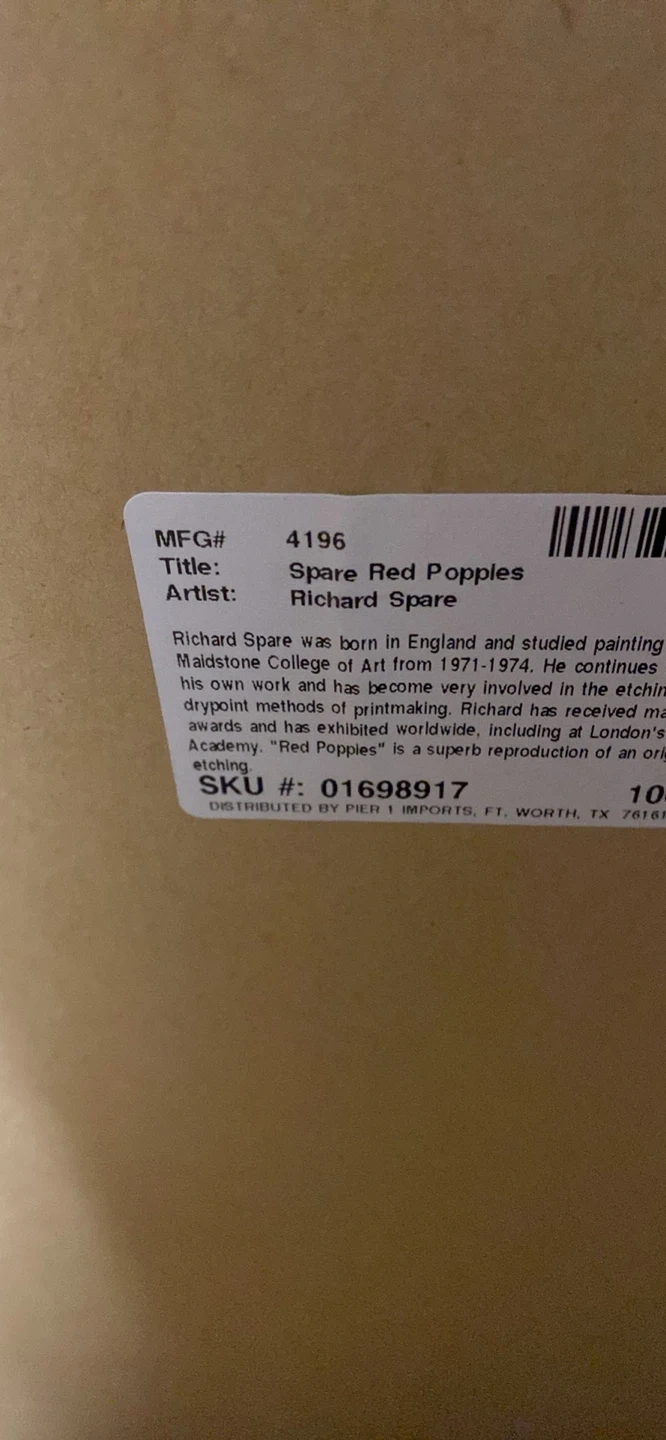 MFG# 4196
Title: Spare Red Poppies
Artist: Richard Spare
Richard Spare was born in England and studied painting
Maidstone College of Art from 1971-1974. He continues
his own work and has become very involved in the
drypoint methods of printmaking. Richard has received
awards and has exhibited worldwide, including at London's
Academy. "Red Poppies" is a superb reproduction of an
etching.
SKU #: 01698917
DISTRIBUTED BY PIER 1 IMPORTS, FT. WORTH, TX 76161